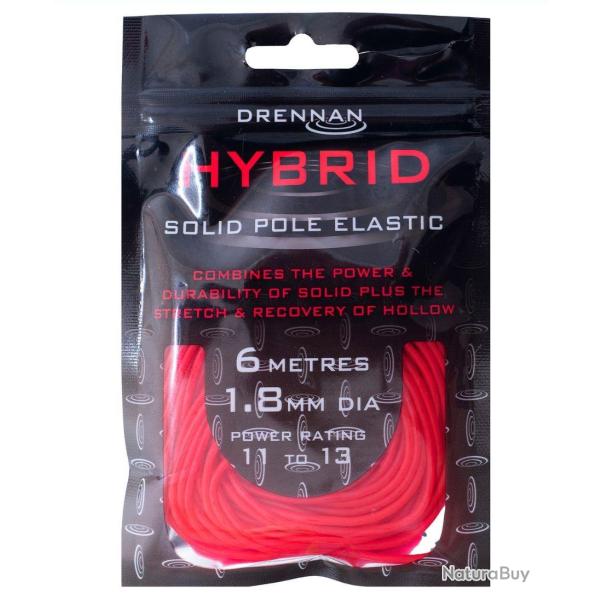 DRENNAN
HYBRID
SOLID POLE ELASTIC
COMBINES THE POWER &
DURABILITY OF SOLID PLUS THE
STRETCH & RECOVERY OF HOLLOW
6 METRES
1.8MM DIA
POWER RATING
11 TO 13
NaturaBuy